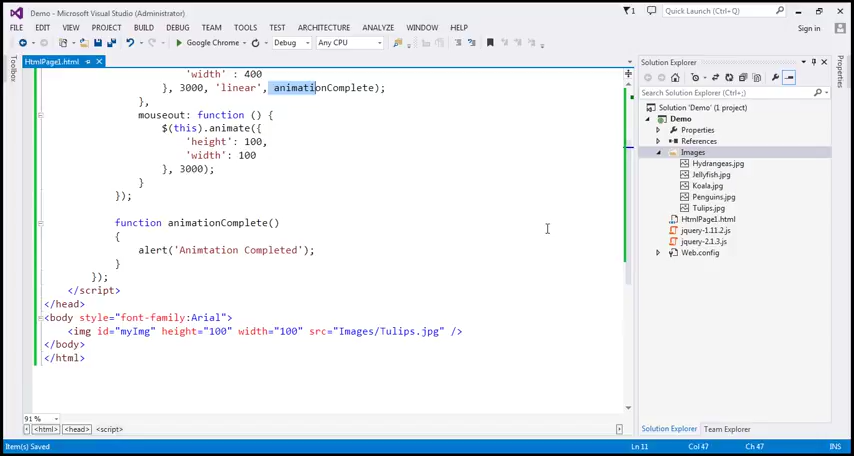 Demo - Microsoft Visual Studio (Administrator)
1
Quick Launch (Ctrl+Q)
FILE EDIT VIEW PROJECT BUILD DEBUG TEAM TOOLS TEST ARCHITECTURE ANALYZE WINDOW HELP
Sign in
Google Chrome Debug Any CPU
Toolbox
HtmlPage1.html
'width' : 400
}, 3000, 'linear', animationComplete);
},
mouseout: function () {
$(this).animate({
'height': 100,
'width': 100
}, 3000);
}
});
function animationComplete()
{
alert('Animtation Completed');
}
});
</script>
</head>
<body style="font-family:Arial">
<img id="myImg" height="100" width="100" src="Images/Tulips.jpg" />
</body>
</html>
91 %
<html> <head> <script>
Solution Explorer
Search Solution Explorer (Ctrl+;)
Solution 'Demo' (1 project)
Demo
Properties
References
Images
Hydrangeas.jpg
Jellyfish.jpg
Koala.jpg
Penguins.jpg
Tulips.jpg
HtmlPage1.html
jquery-1.11.2.js
jquery-2.1.3.js
Web.config
Solution Explorer Team Explorer
Properties
Item(s) Saved Ln 11 Col 47 Ch 47 INS